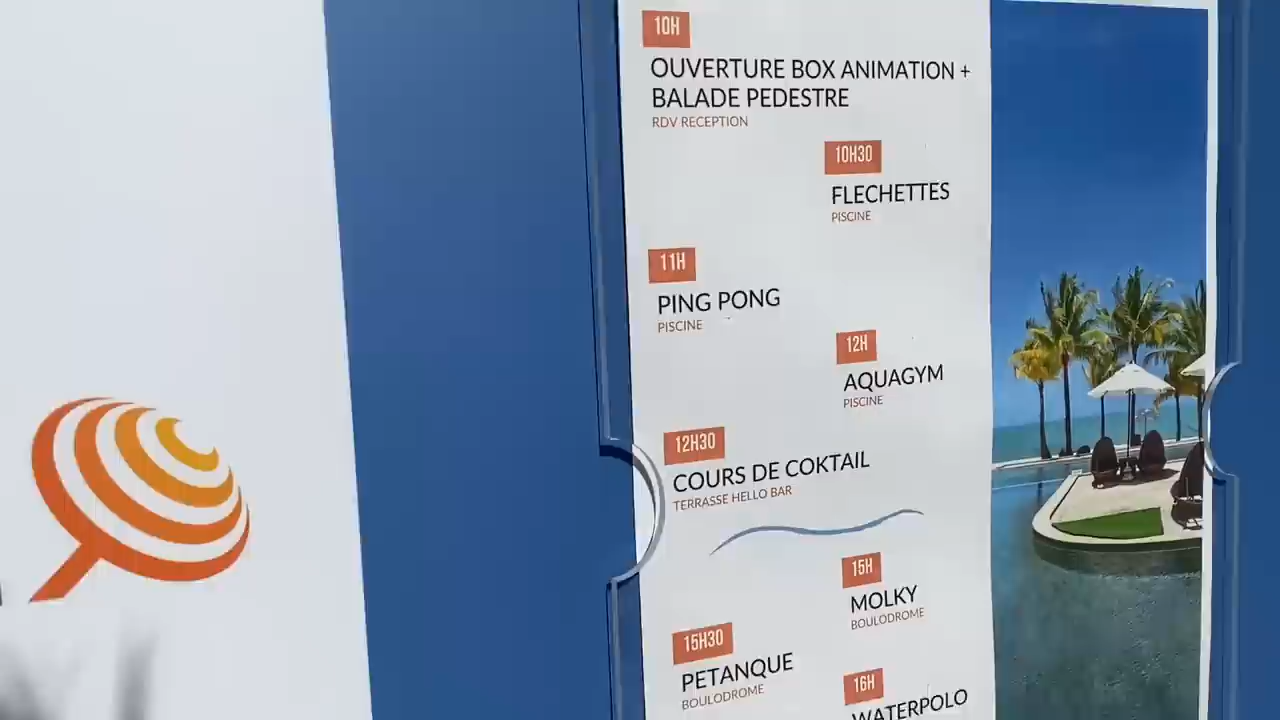 10H
OUVERTURE BOX ANIMATION +
BALADE PEDESTRE
RDV RECEPTION
10H30
FLECHETTES
PISCINE
11H
PING PONG
PISCINE
12H
AQUAGYM
PISCINE
12H30
COURS DE COKTAIL
TERRASSE HELLO BAR
15H
MOLKY
BOULODROME
15H30
PETANQUE
BOULODROME
16H
WATERPOLO